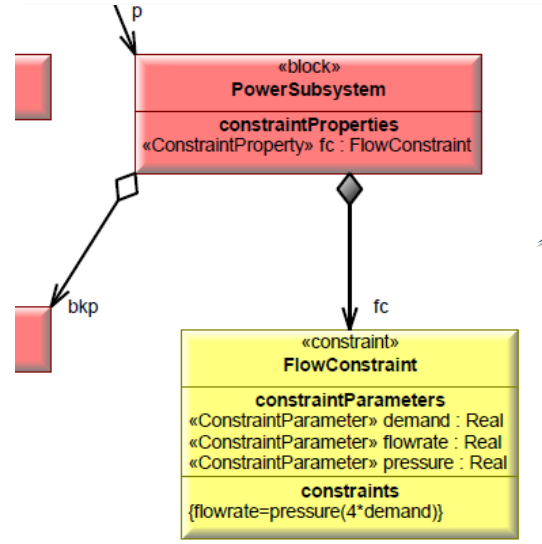 p
«block»
PowerSubsystem
constraintProperties
«ConstraintProperty» fc : FlowConstraint
bkp
fc
«constraint»
FlowConstraint
constraintParameters
«ConstraintParameter» demand : Real
«ConstraintParameter» flowrate : Real
«ConstraintParameter» pressure : Real
constraints
{flowrate=pressure(4*demand)}